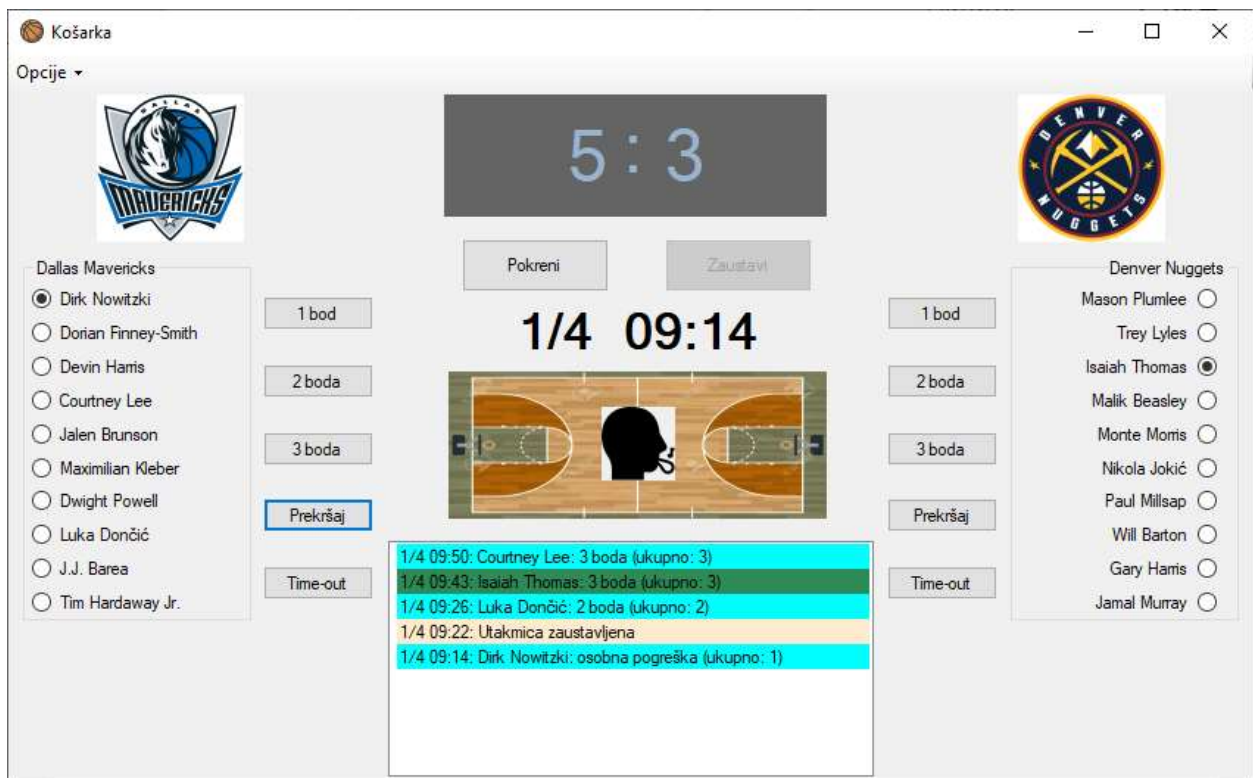 Košarka
Opcije
DALLAS
MAVERICKS
5 : 3
DENVER
NUGGETS
Pokreni
Zaustavi
1/4 09:14
Dallas Mavericks
Dirk Nowitzki
Dorian Finney-Smith
Devin Harris
Courtney Lee
Jalen Brunson
Maximilian Kleber
Dwight Powell
Luka Dončić
J.J. Barea
Tim Hardaway Jr.
1 bod
2 boda
3 boda
Prekršaj
Time-out
1/4 09:50: Courtney Lee: 3 boda (ukupno: 3)
1/4 09:43: Isaiah Thomas: 3 boda (ukupno: 3)
1/4 09:26: Luka Dončić: 2 boda (ukupno: 2)
1/4 09:22: Utakmica zaustavljena
1/4 09:14: Dirk Nowitzki: osobna pogreška (ukupno: 1)
1 bod
2 boda
3 boda
Prekršaj
Time-out
Denver Nuggets
Mason Plumlee
Trey Lyles
Isaiah Thomas
Malik Beasley
Monte Morris
Nikola Jokić
Paul Millsap
Will Barton
Gary Harris
Jamal Murray